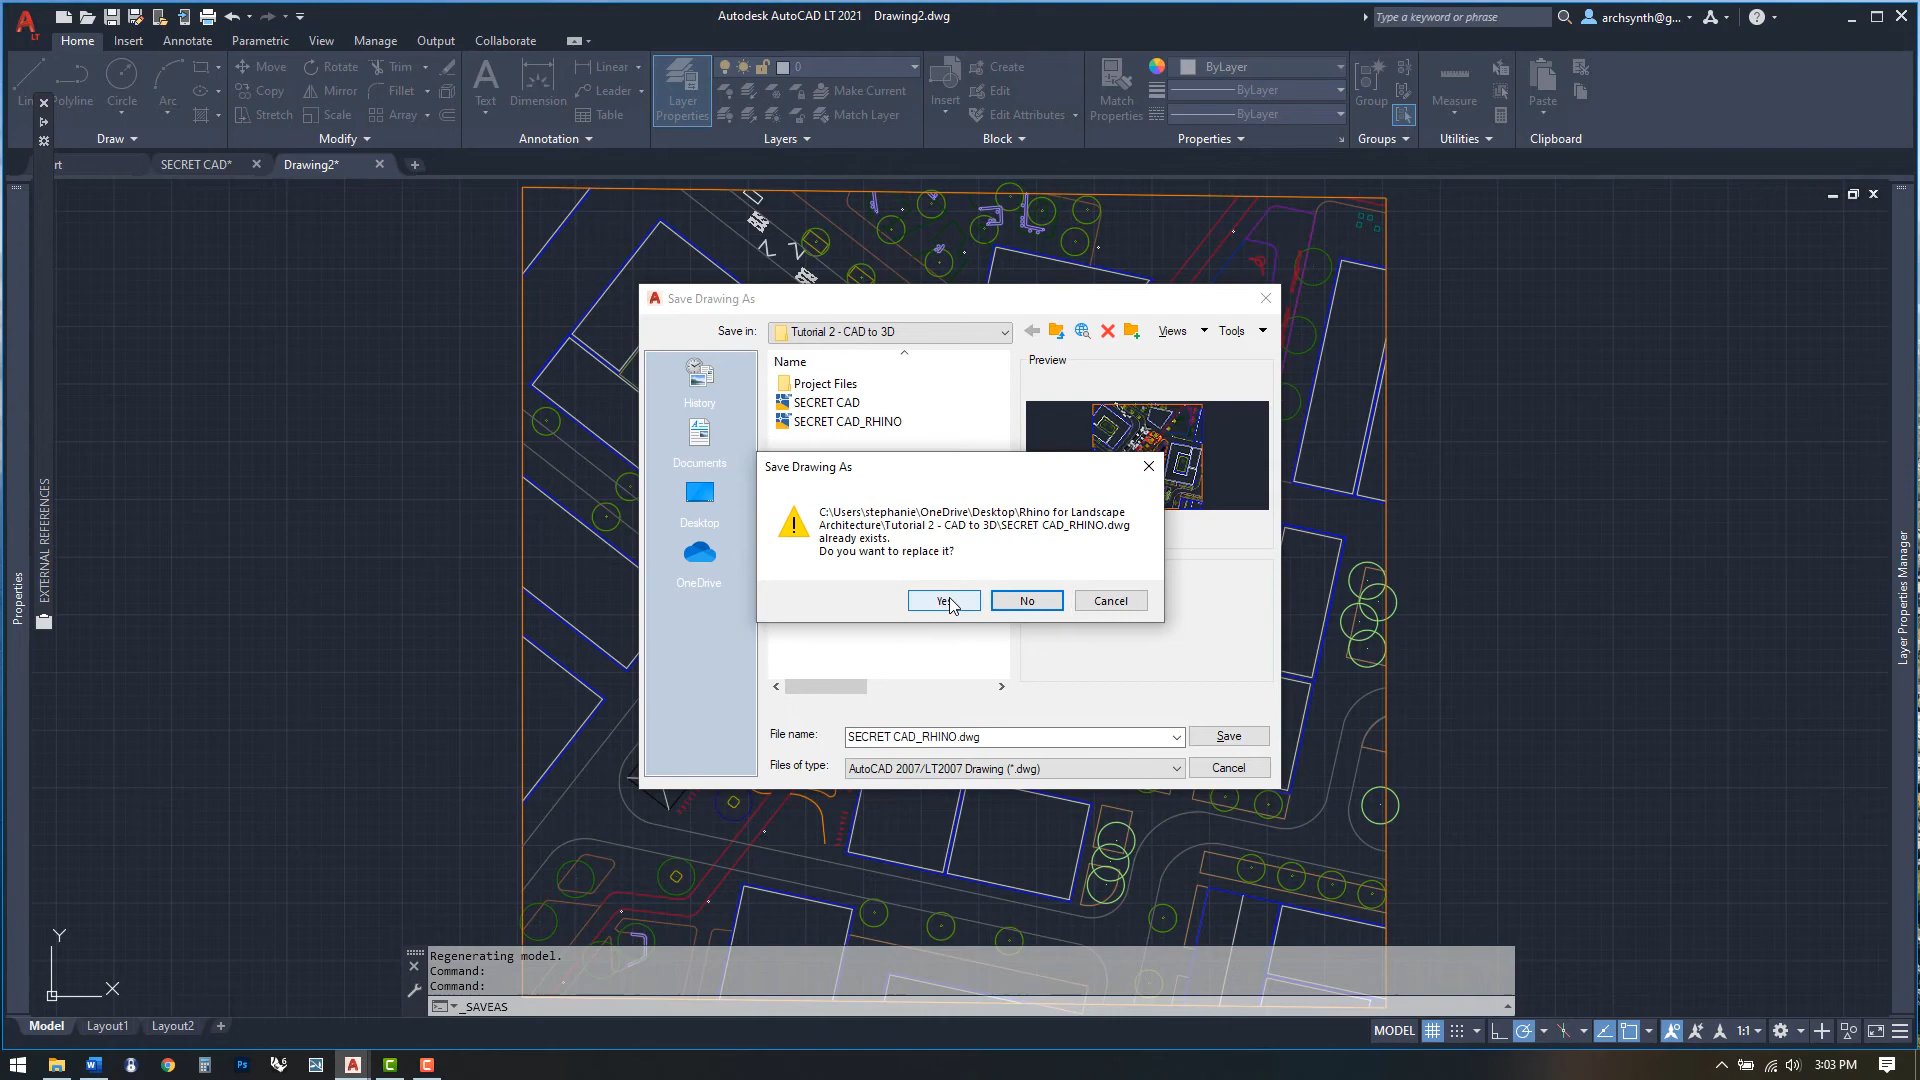 Autodesk AutoCAD LT 2021 Drawing2.dwg
Type a keyword or phrase
archsynth@g...
LT
Home Insert Annotate Parametric View Manage Output Collaborate
Polyline Circle Arc
Move Rotate Trim
Copy Mirror Fillet
Stretch Scale Array
Text Dimension
Linear
Leader
Table
Layer Properties
0
Make Current
Match Layer
Insert
Create
Edit
Edit Attributes
Match Properties
ByLayer
ByLayer
ByLayer
Group
Measure
Paste
Draw Modify Annotation Layers Block Properties Groups Utilities Clipboard
SECRET CAD* Drawing2*
Save Drawing As
Save in: Tutorial 2 - CAD to 3D Views Tools
Name
Preview
Project Files
SECRET CAD
SECRET CAD_RHINO
History
Documents
Desktop
OneDrive
Save Drawing As
C:\Users\stephanie\OneDrive\Desktop\Rhino for Landscape
Architecture\Tutorial 2 - CAD to 3D\SECRET CAD_RHINO.dwg
already exists.
Do you want to replace it?
Yes No Cancel
File name: SECRET CAD_RHINO.dwg Save
Files of type: AutoCAD 2007/LT2007 Drawing (*.dwg) Cancel
Properties
EXTERNAL REFERENCES
Layer Properties Manager
Y
X
Regenerating model.
Command:
Command:
_SAVEAS
Model Layout1 Layout2
MODEL 1:1
3:03 PM